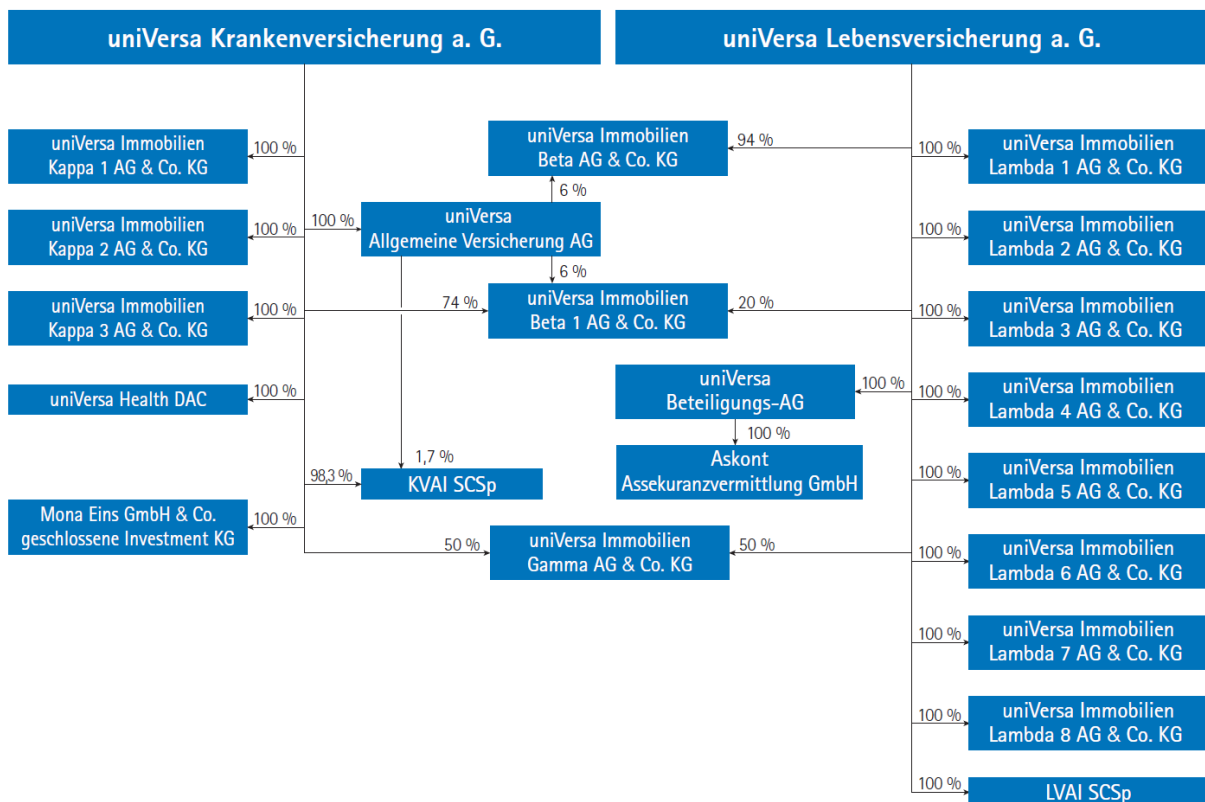 uniVersa Krankenversicherung a. G.
uniVersa Lebensversicherung a. G.
uniVersa Immobilien
Kappa 1 AG & Co. KG
100 %
uniVersa Immobilien
Beta AG & Co. KG
94 %
100 %
uniVersa Immobilien
Lambda 1 AG & Co. KG
6 %
uniVersa Immobilien
Kappa 2 AG & Co. KG
100 %
100 %
uniVersa
Allgemeine Versicherung AG
100 %
uniVersa Immobilien
Lambda 2 AG & Co. KG
6 %
uniVersa Immobilien
Kappa 3 AG & Co. KG
100 %
74 %
uniVersa Immobilien
Beta 1 AG & Co. KG
20 %
100 %
uniVersa Immobilien
Lambda 3 AG & Co. KG
uniVersa Health DAC
100 %
uniVersa
Beteiligungs-AG
100 %
100 %
uniVersa Immobilien
Lambda 4 AG & Co. KG
100 %
1,7 %
98,3 %
KVAI SCSp
Askont
Assekuranzvermittlung GmbH
100 %
uniVersa Immobilien
Lambda 5 AG & Co. KG
Mona Eins GmbH & Co.
geschlossene Investment KG
100 %
50 %
uniVersa Immobilien
Gamma AG & Co. KG
50 %
100 %
uniVersa Immobilien
Lambda 6 AG & Co. KG
100 %
uniVersa Immobilien
Lambda 7 AG & Co. KG
100 %
uniVersa Immobilien
Lambda 8 AG & Co. KG
100 %
LVAI SCSp